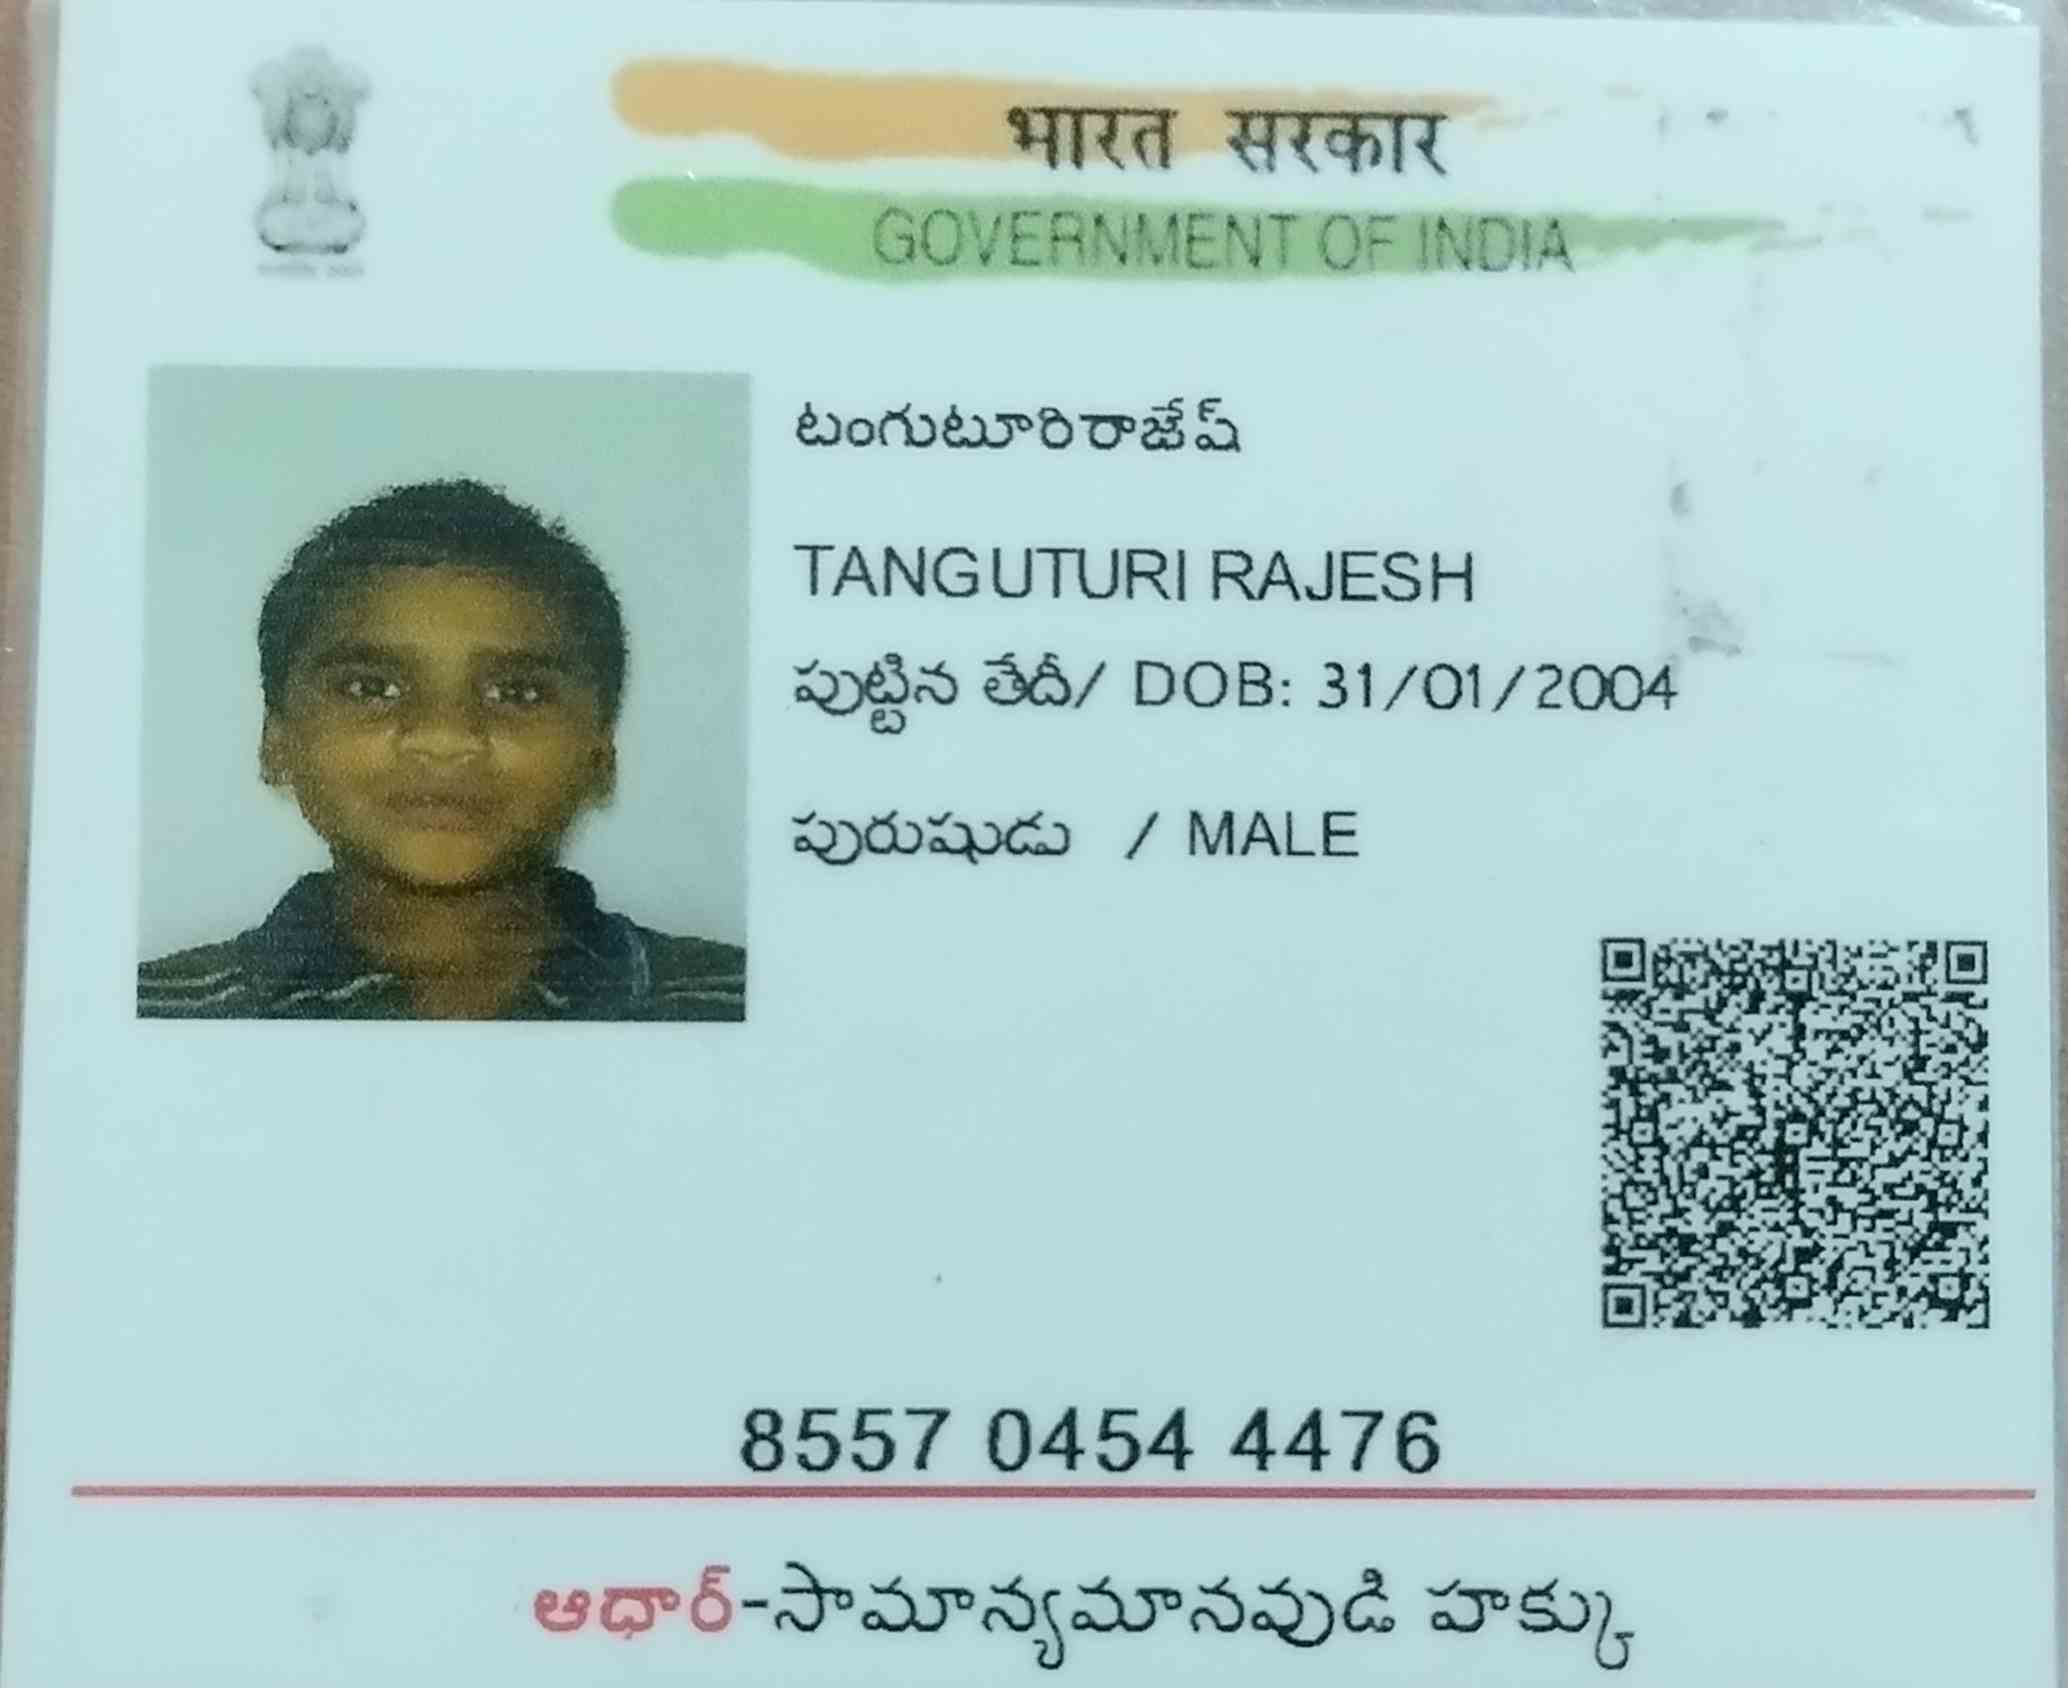 भारत सरकार
GOVERNMENT OF INDIA
టంగుటూరిరాజేష్
TANGUTURI RAJESH
పుట్టిన తేదీ/ DOB: 31/01/2004
పురుషుడు / MALE
8557 0454 4476
ఆధార్-సామాన్యమానవుడి హక్కు